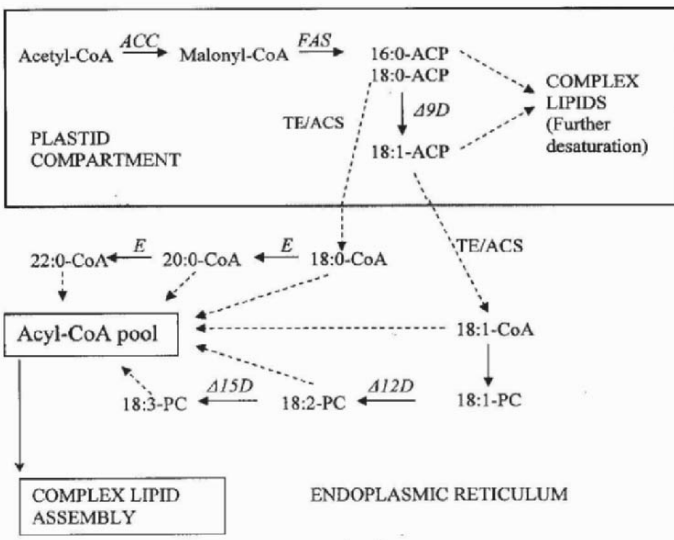 ACC
FAS
Acetyl-CoA
Malonyl-CoA
16:0-ACP
18:0-ACP
COMPLEX
LIPIDS
(Further
desaturation)
TE/ACS
Δ9D
PLASTID
COMPARTMENT
18:1-ACP
TE/ACS
E
E
22:0-CoA
20:0-CoA
18:0-CoA
Acyl-CoA pool
18:1-CoA
Δ15D
Δ12D
18:3-PC
18:2-PC
18:1-PC
COMPLEX LIPID
ASSEMBLY
ENDOPLASMIC RETICULUM